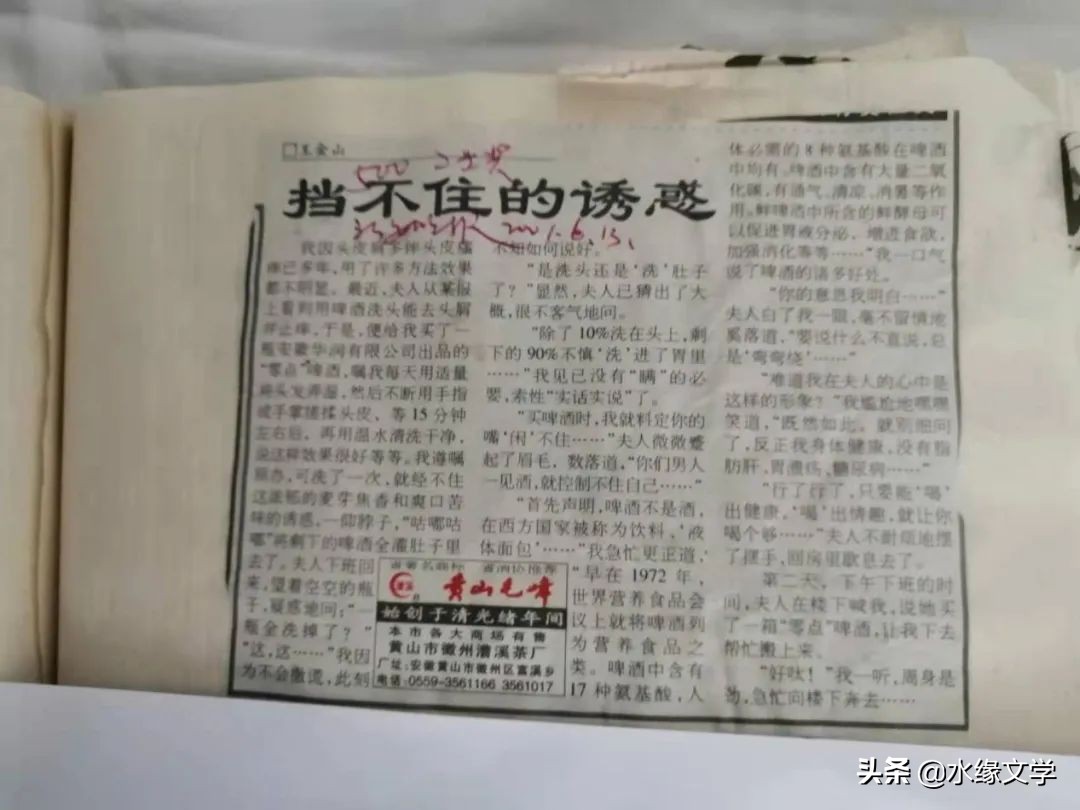 □王金山
500
挡不住的诱惑
2001.6.13.
我因头皮屑多伴头皮瘙
痒已多年，用了许多方法效果
都不明显。最近，夫人从某报
上看到用啤酒洗头能去头屑
并止痒，于是，便给我买了一
瓶安徽华润有限公司出品的
“零点”啤酒，嘱我每天用适量
将头发弄湿，然后不断用手指
或手掌搓揉头皮、等15分钟
左右后，再用温水清洗干净，
说这样效果很好等等。我遵嘱
照办，可洗了一次，就经不住
这浓郁的麦芽焦香和爽口苦
味的诱惑，一仰脖子，“咕嘟咕
嘟”将剩下的啤酒全灌肚子里
去了。夫人下班回
来，望着空空的瓶
子，疑惑地问：“一
瓶全洗掉了？”
“这，这……”我因
为不会撒谎，此刻
不知如何说好。
“是洗头还是‘洗’肚子
了？”显然，夫人已猜出了大
概，很不客气地问。
“除了10%洗在头上，剩
下的90%不慎‘洗’进了胃里
……”我见已没有“瞒”的必
要，索性“实话实说”了。
“买啤酒时，我就料定你的
嘴‘闲’不住……”夫人微微蹙
起了眉毛，数落道，“你们男人
一见酒，就控制不住自己……”
“首先声明，啤酒不是酒，
在西方国家被称为饮料、‘液
体面包’……”我急忙更正道，
“早在1972年，
世界营养食品会
议上就将啤酒列
为营养食品之
类。啤酒中含有
17种氨基酸，人
体必需的8种氨基酸在啤酒
中均有。啤酒中含有大量二氧
化碳，有通气、清凉、消暑等作
用。鲜啤酒中所含的鲜酵母可
以促进胃液分泌，增进食欲，
加强消化等等……”我一口气
说了啤酒的诸多好处。
“你的意思我明白……”
夫人白了我一眼，毫不留情地
奚落道，“要说什么不直说，总
是‘弯弯绕’……”
“难道我在夫人的心中是
这样的形象？”我尴尬地嘿嘿
笑道，“既然如此，就别细问
了，反正我身体健康，没有脂
肪肝，胃溃疡，糖尿病……”
“行了行了，只要能‘喝’
出健康，‘喝’出情趣，就让你
喝个够……”夫人不耐烦地摆
了摆手，回房里歇息去了。
第二天，下午下班的时
间，夫人在楼下喊我，说她买
了一箱“零点”啤酒，让我下去
帮忙搬上来。
“好呔！”我一听，周身是
劲，急忙向楼下奔去……
省著名商标 省消协推荐
黄山毛峰
始创于清光绪年间
本市各大商场有售
黄山市徽州漕溪茶厂
厂址：安徽黄山市徽州区富溪乡
电话：0559-3561166 3561017
头条 @水缘文学